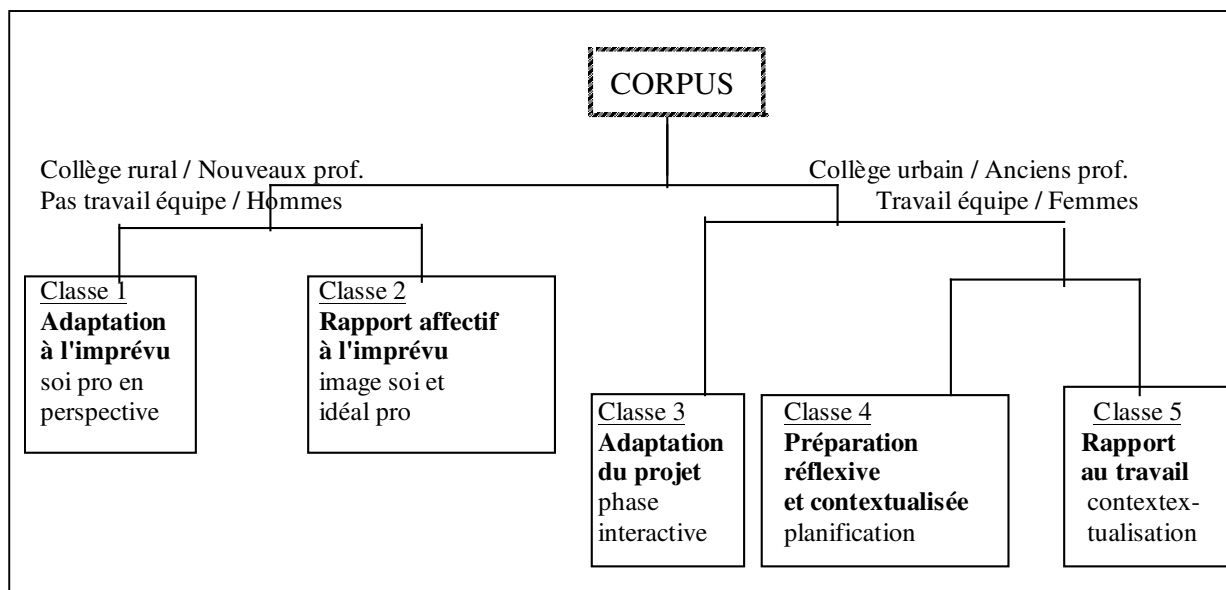 CORPUS
Collège rural / Nouveaux prof.
Pas travail équipe / Hommes
Collège urbain / Anciens prof.
Travail équipe / Femmes
Classe 1
Adaptation
à l'imprévu
soi pro en
perspective
Classe 2
Rapport affectif
à l'imprévu
image soi et
idéal pro
Classe 3
Adaptation
du projet
phase
interactive
Classe 4
Préparation
réflexive
et contextualisée
planification
Classe 5
Rapport
au travail
contextex-
tualisation